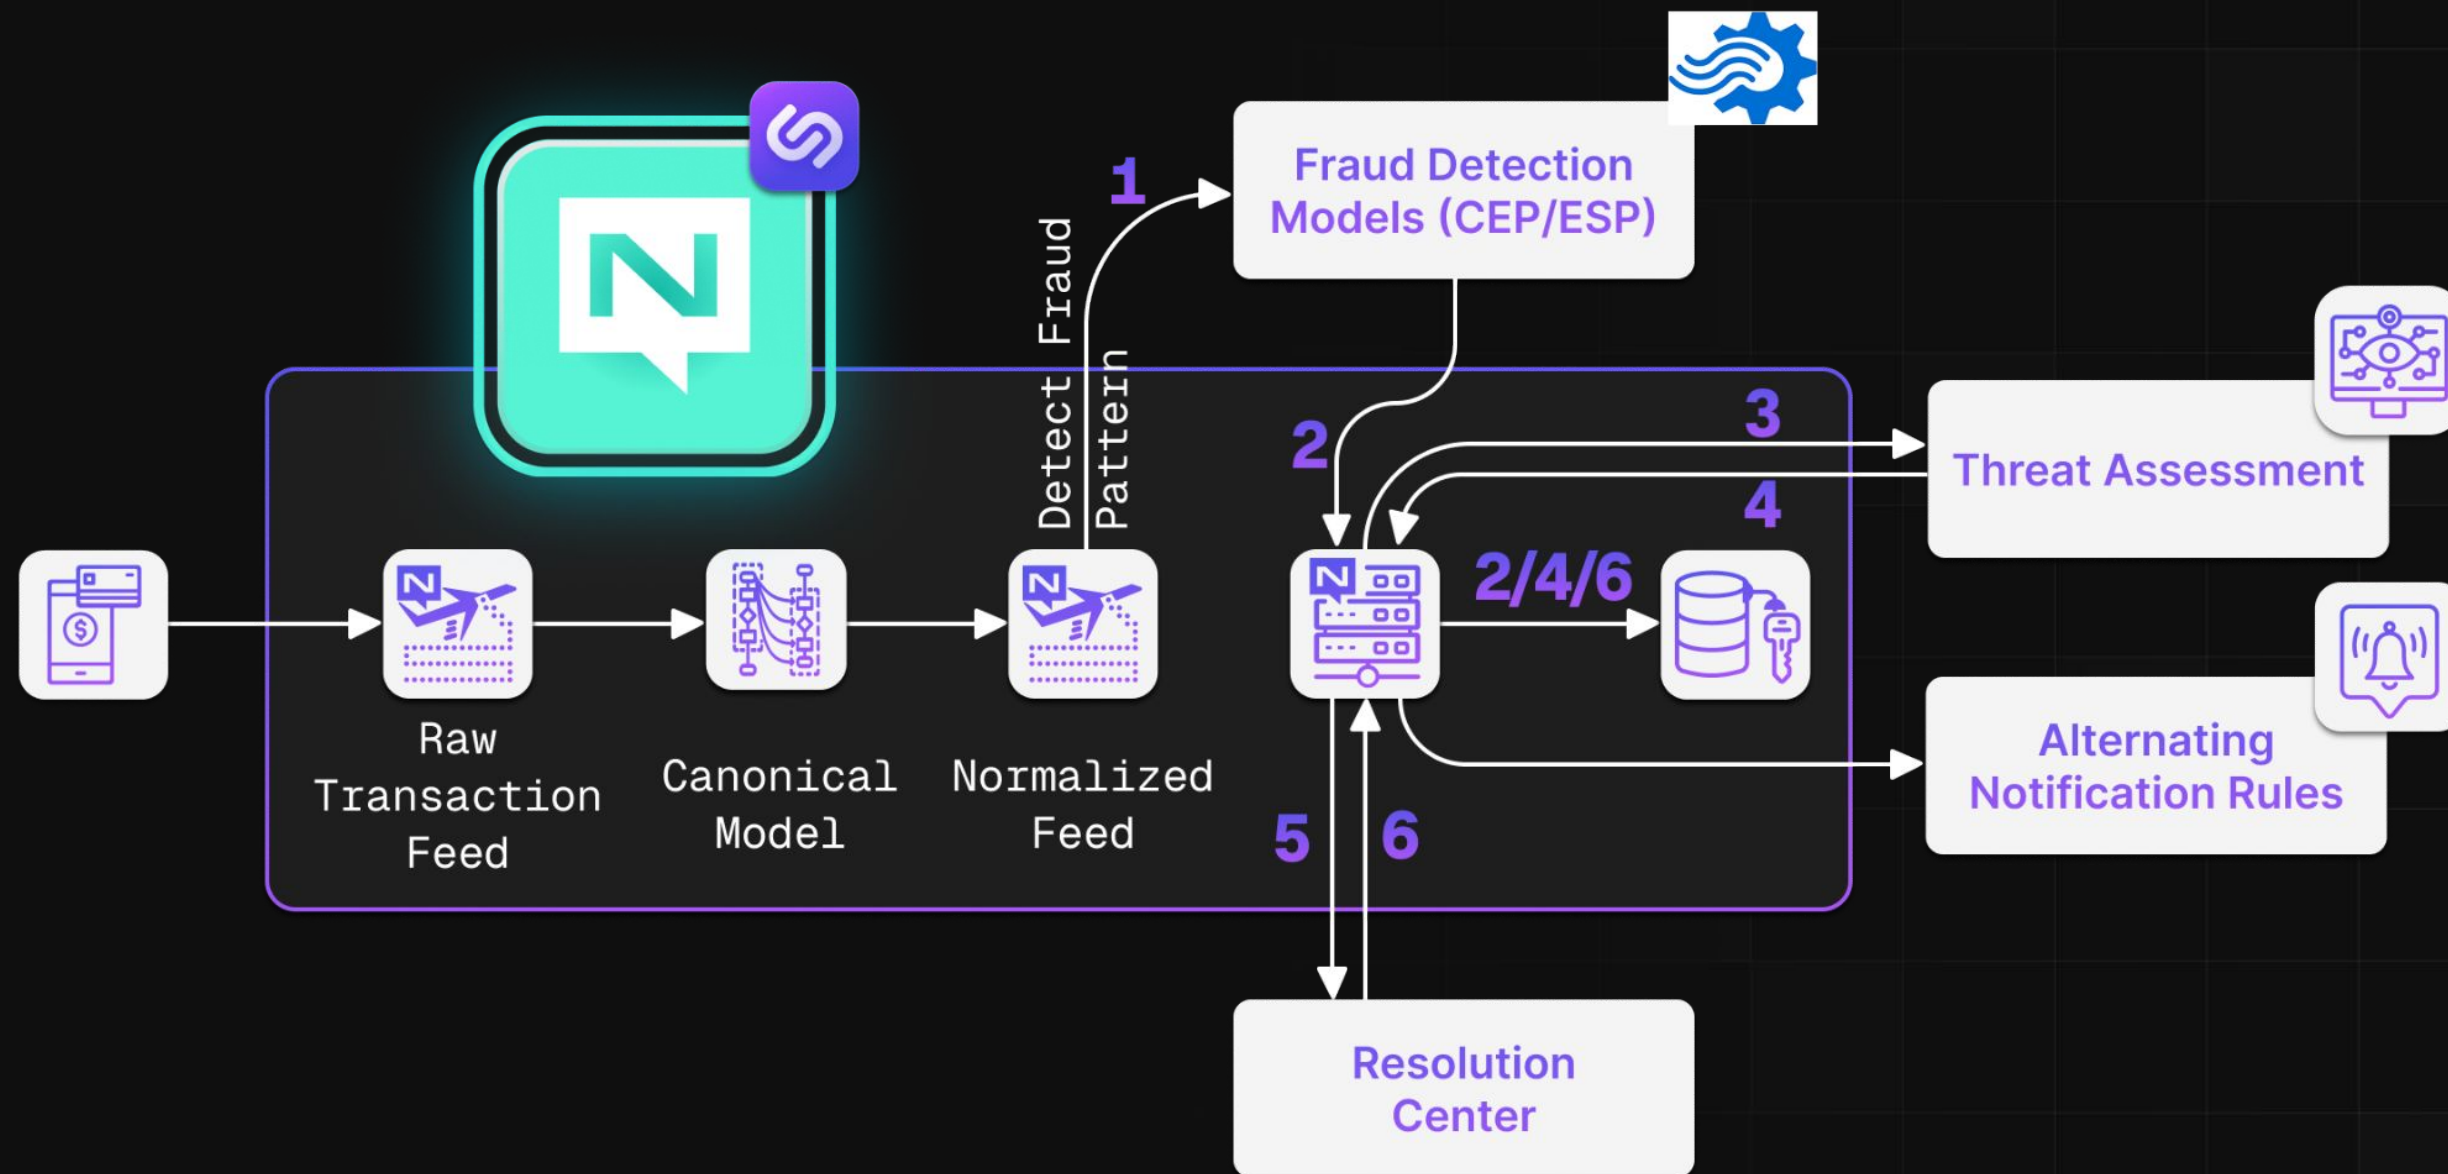 1
Fraud Detection
Models (CEP/ESP)
Detect Fraud
Pattern
2
3
Threat Assessment
4
2/4/6
Raw
Transaction
Feed
Canonical
Model
Normalized
Feed
Alternating
Notification Rules
5
6
Resolution
Center